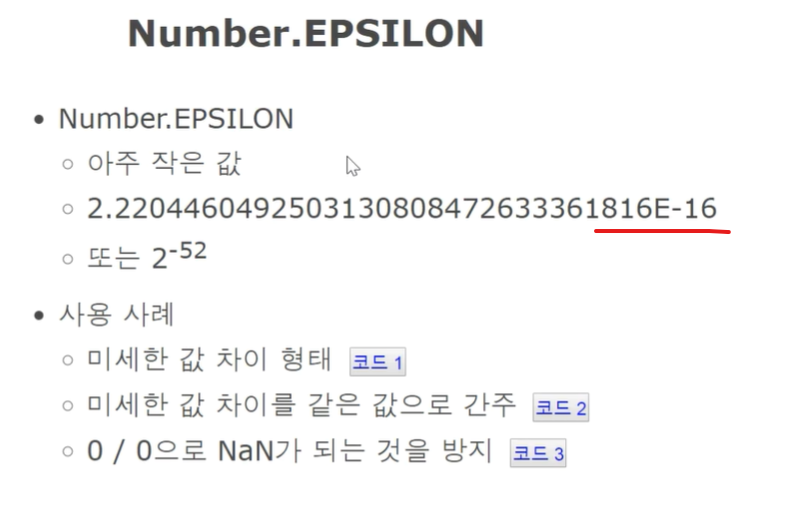 Number.EPSILON
• Number.EPSILON
○ 아주 작은 값
○ 2.2204460492503130808472633361816E-16
○ 또는 2⁻⁵²
• 사용 사례
○ 미세한 값 차이 형태 코드 1
○ 미세한 값 차이를 같은 값으로 간주 코드 2
○ 0 / 0으로 NaN가 되는 것을 방지 코드 3